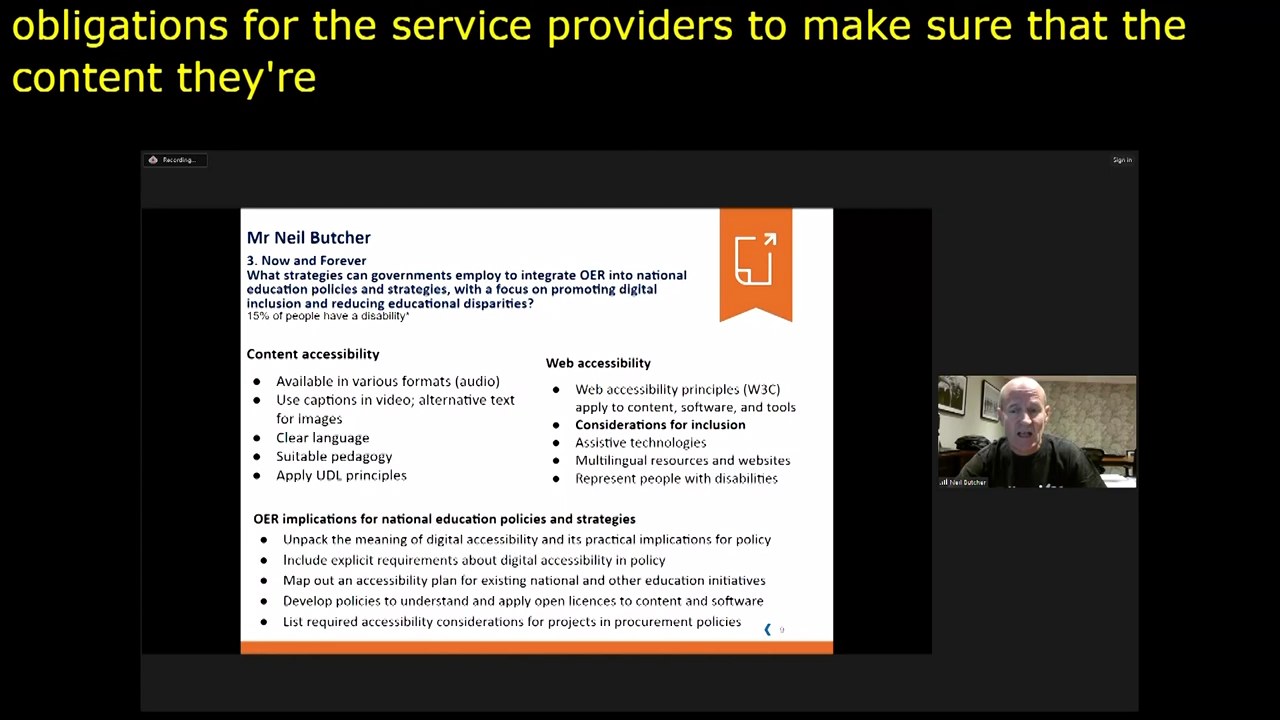 obligations for the service providers to make sure that the
content they're
Recording...
Sign in
Mr Neil Butcher
3. Now and Forever
What strategies can governments employ to integrate OER into national
education policies and strategies, with a focus on promoting digital
inclusion and reducing educational disparities?
15% of people have a disability*
Content accessibility
● Available in various formats (audio)
● Use captions in video; alternative text
for images
● Clear language
● Suitable pedagogy
● Apply UDL principles
Web accessibility
● Web accessibility principles (W3C)
apply to content, software, and tools
● Considerations for inclusion
● Assistive technologies
● Multilingual resources and websites
● Represent people with disabilities
OER implications for national education policies and strategies
● Unpack the meaning of digital accessibility and its practical implications for policy
● Include explicit requirements about digital accessibility in policy
● Map out an accessibility plan for existing national and other education initiatives
● Develop policies to understand and apply open licences to content and software
● List required accessibility considerations for projects in procurement policies
9
Neil Butcher